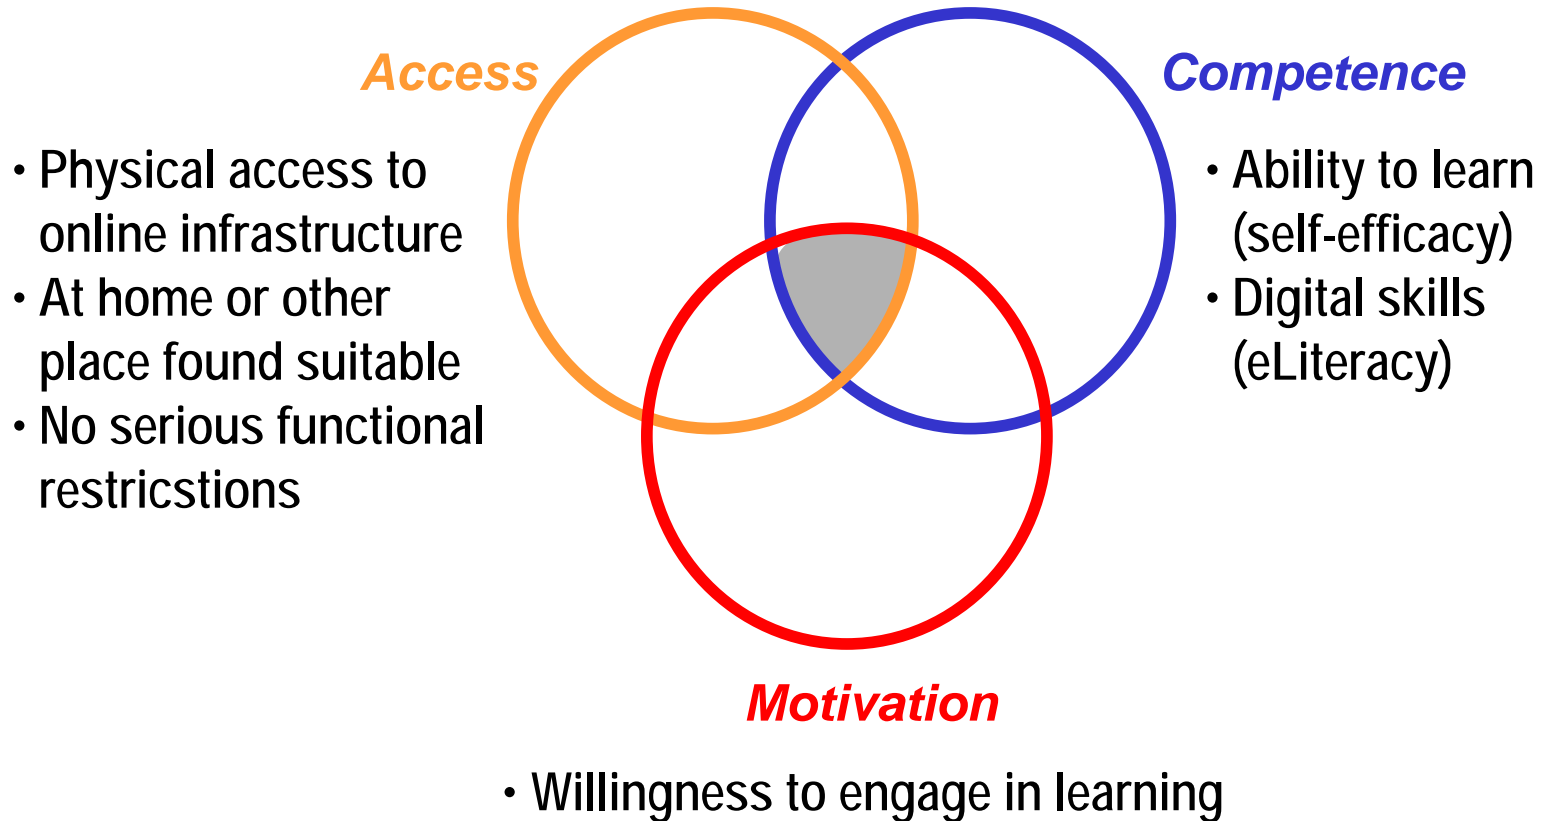 Access
• Physical access to
online infrastructure
• At home or other
place found suitable
• No serious functional
restricstions
Competence
• Ability to learn
(self-efficacy)
• Digital skills
(eLiteracy)
Motivation
• Willingness to engage in learning